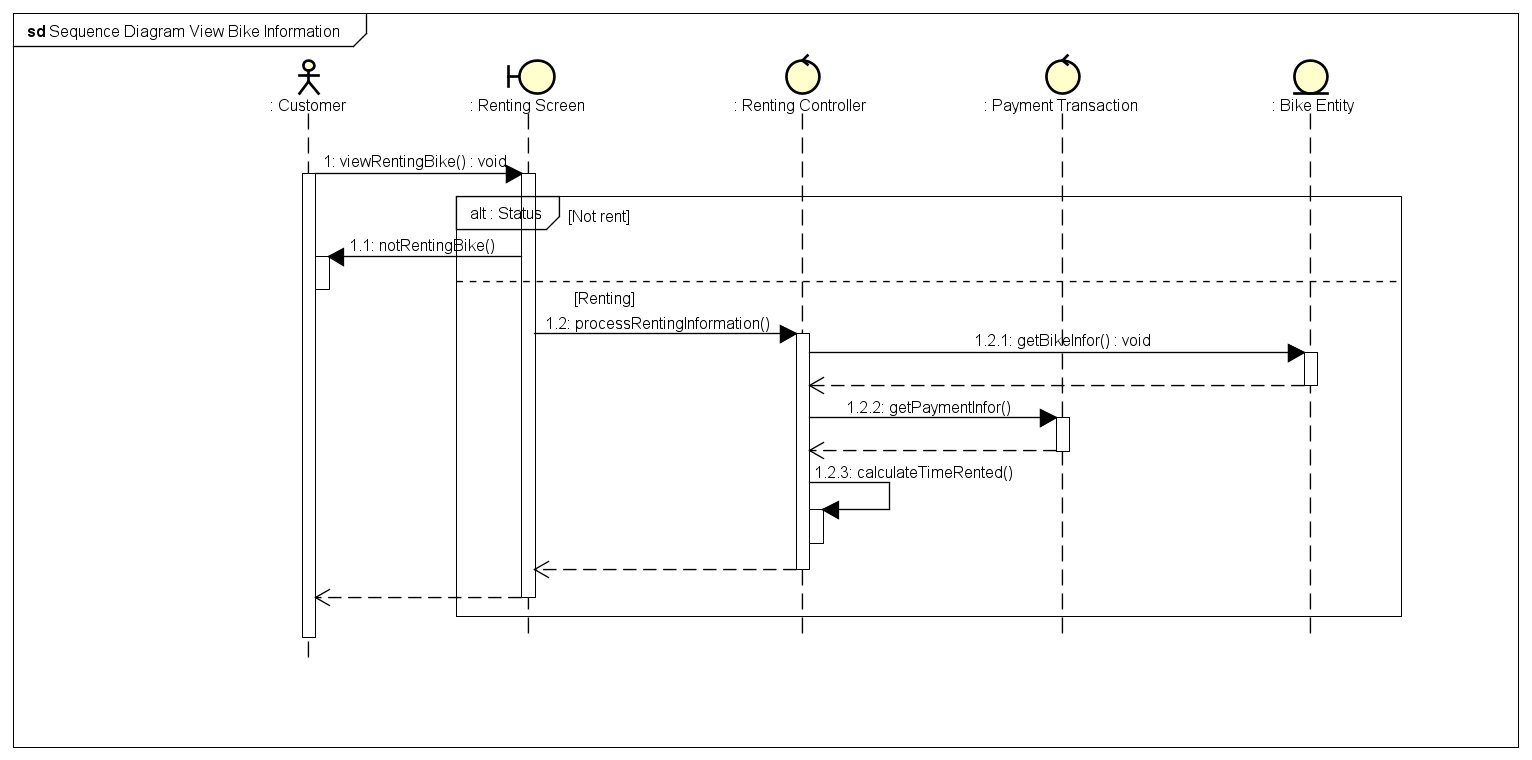 sd Sequence Diagram View Bike Information
: Customer
: Renting Screen
: Renting Controller
: Payment Transaction
: Bike Entity
1: viewRentingBike() : void
alt : Status
[Not rent]
1.1: notRentingBike()
[Renting]
1.2: processRentingInformation()
1.2.1: getBikeInfor() : void
1.2.2: getPaymentInfor()
1.2.3: calculateTimeRented()